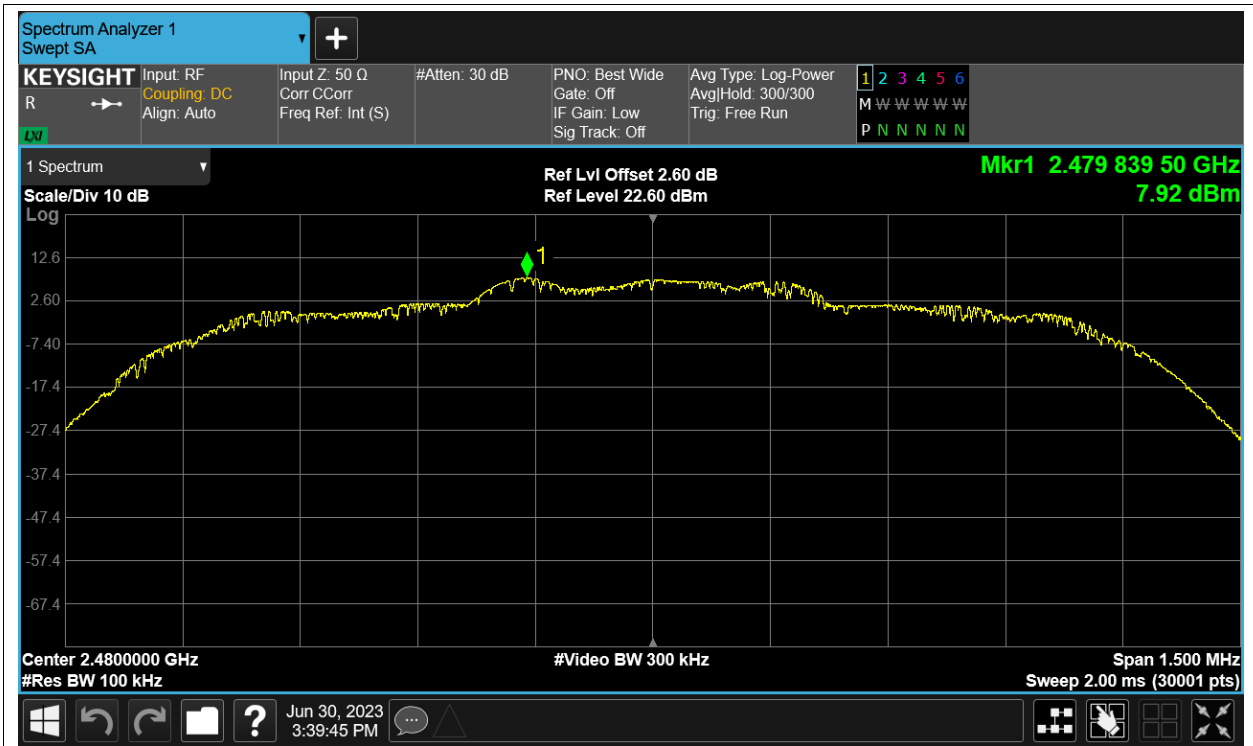 Spectrum Analyzer 1
Swept SA
KEYSIGHT
R
LXI
Input: RF
Coupling: DC
Align: Auto
Input Z: 50 Ω
Corr CCorr
Freq Ref: Int (S)
#Atten: 30 dB
PNO: Best Wide
Gate: Off
IF Gain: Low
Sig Track: Off
Avg Type: Log-Power
Avg|Hold: 300/300
Trig: Free Run
1 2 3 4 5 6
M W W W W W
P N N N N N
1 Spectrum
Scale/Div 10 dB
Log
Ref Lvl Offset 2.60 dB
Ref Level 22.60 dBm
Mkr1 2.479 839 50 GHz
7.92 dBm
1
12.6
2.60
-7.40
-17.4
-27.4
-37.4
-47.4
-57.4
-67.4
Center 2.4800000 GHz
#Res BW 100 kHz
#Video BW 300 kHz
Span 1.500 MHz
Sweep 2.00 ms (30001 pts)
?
Jun 30, 2023
3:39:45 PM